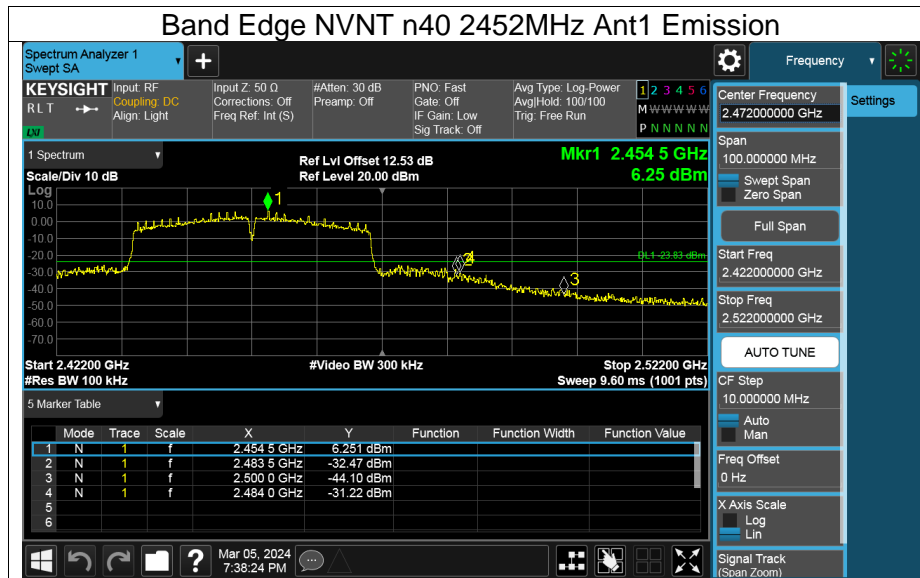 Band Edge NVNT n40 2452MHz Ant1 Emission
Spectrum Analyzer 1
Swept SA
+
Frequency
KEYSIGHT
R L T
LXI
Input: RF
Coupling: DC
Align: Light
Input Z: 50 Ω
Corrections: Off
Freq Ref: Int (S)
#Atten: 30 dB
Preamp: Off
PNO: Fast
Gate: Off
IF Gain: Low
Sig Track: Off
Avg Type: Log-Power
Avg|Hold: 100/100
Trig: Free Run
1 2 3 4 5 6
M W W W W W
P N N N N N
1 Spectrum
Scale/Div 10 dB
Ref Lvl Offset 12.53 dB
Ref Level 20.00 dBm
Mkr1 2.454 5 GHz
6.25 dBm
Log
10.0
0.00
-10.0
-20.0
-30.0
-40.0
-50.0
-60.0
-70.0
1
2
4
3
DL1 -23.83 dBm
Start 2.42200 GHz
#Res BW 100 kHz
#Video BW 300 kHz
Stop 2.52200 GHz
Sweep 9.60 ms (1001 pts)
5 Marker Table
Mode Trace Scale X Y Function Function Width Function Value
1 N 1 f 2.454 5 GHz 6.251 dBm
2 N 1 f 2.483 5 GHz -32.47 dBm
3 N 1 f 2.500 0 GHz -44.10 dBm
4 N 1 f 2.484 0 GHz -31.22 dBm
5
6
?
Mar 05, 2024
7:38:24 PM
Center Frequency
2.472000000 GHz
Settings
Span
100.000000 MHz
Swept Span
Zero Span
Full Span
Start Freq
2.422000000 GHz
Stop Freq
2.522000000 GHz
AUTO TUNE
CF Step
10.000000 MHz
Auto
Man
Freq Offset
0 Hz
X Axis Scale
Log
Lin
Signal Track
(Span Zoom)